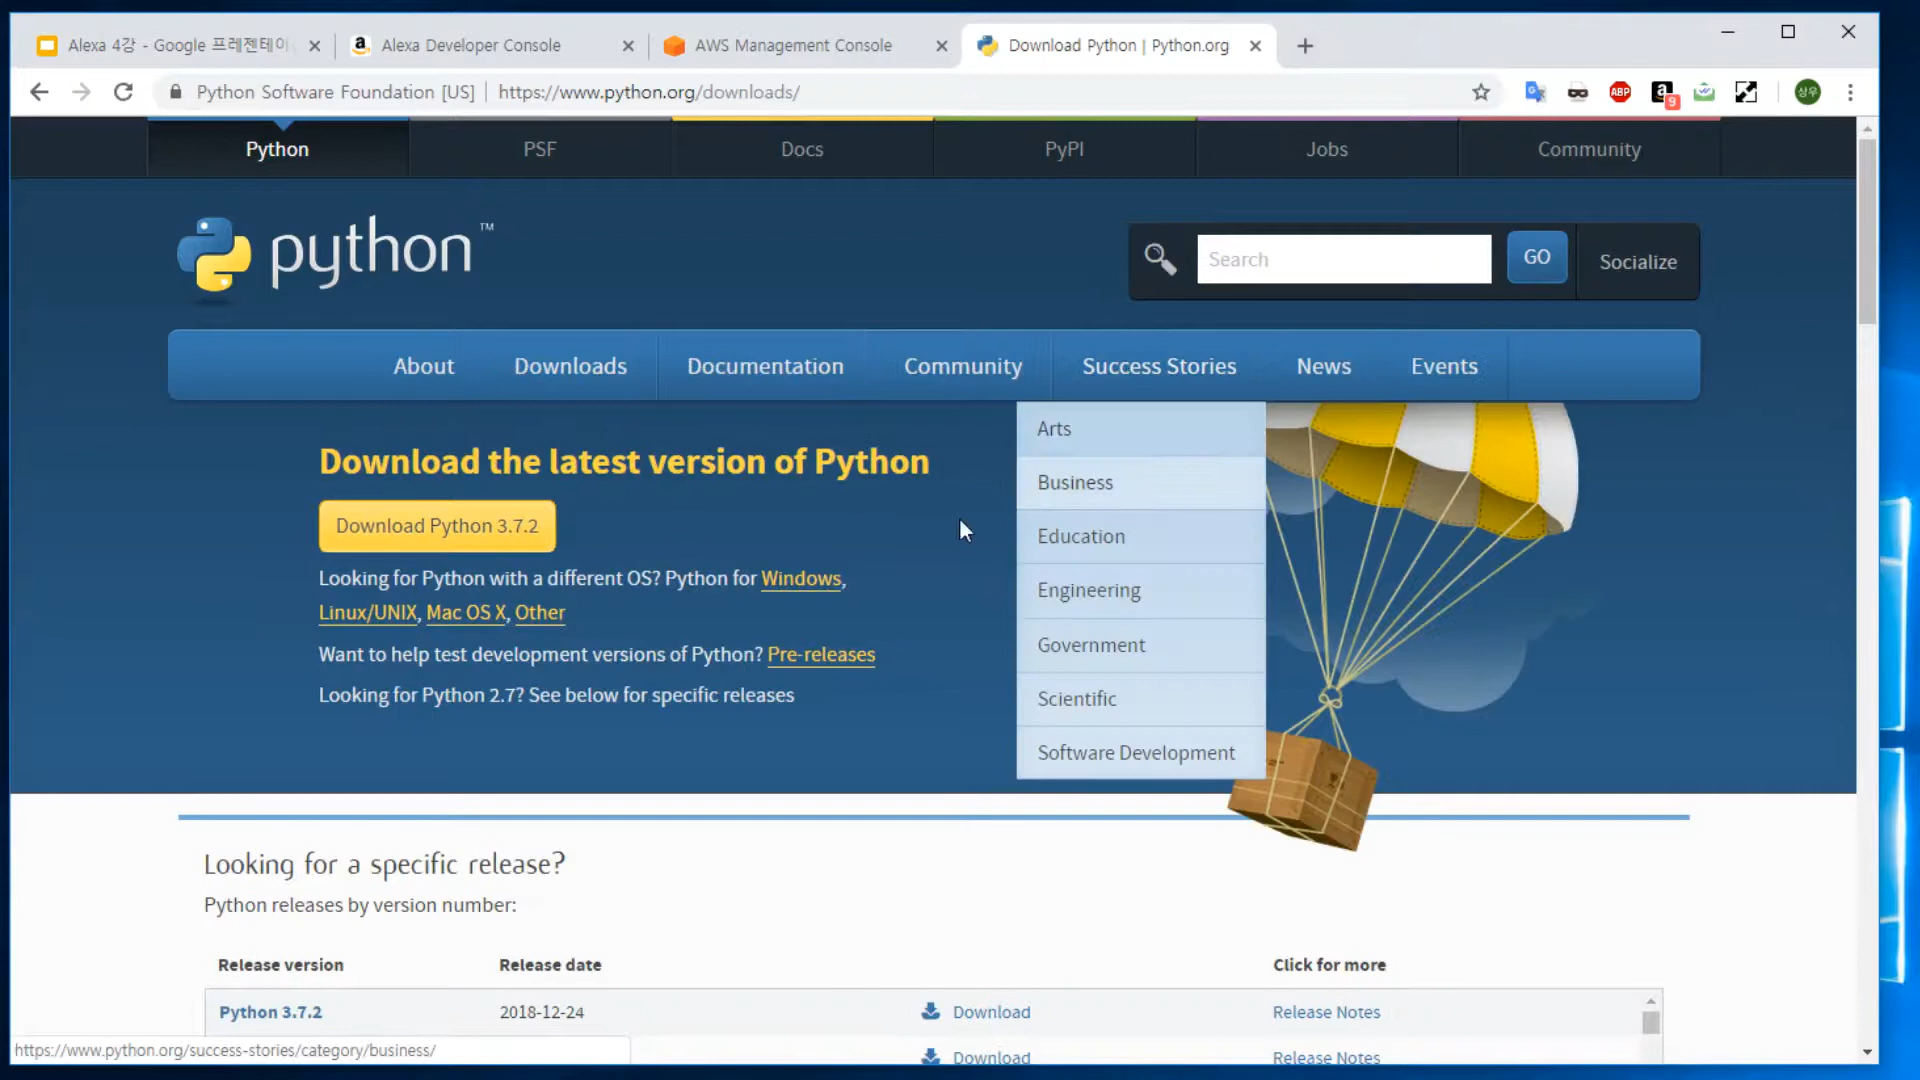 Alexa 4강 - Google 프레젠테이
Alexa Developer Console
AWS Management Console
Download Python | Python.org
Python Software Foundation [US] | https://www.python.org/downloads/
ABP
a
9
상우
Python
PSF
Docs
PyPI
Jobs
Community
python™
Search
GO
Socialize
About
Downloads
Documentation
Community
Success Stories
News
Events
Arts
Business
Education
Engineering
Government
Scientific
Software Development
Download the latest version of Python
Download Python 3.7.2
Looking for Python with a different OS? Python for Windows,
Linux/UNIX, Mac OS X, Other
Want to help test development versions of Python? Pre-releases
Looking for Python 2.7? See below for specific releases
Looking for a specific release?
Python releases by version number:
Release version
Release date
Click for more
Python 3.7.2
2018-12-24
Download
Release Notes
Download
Release Notes
https://www.python.org/success-stories/category/business/